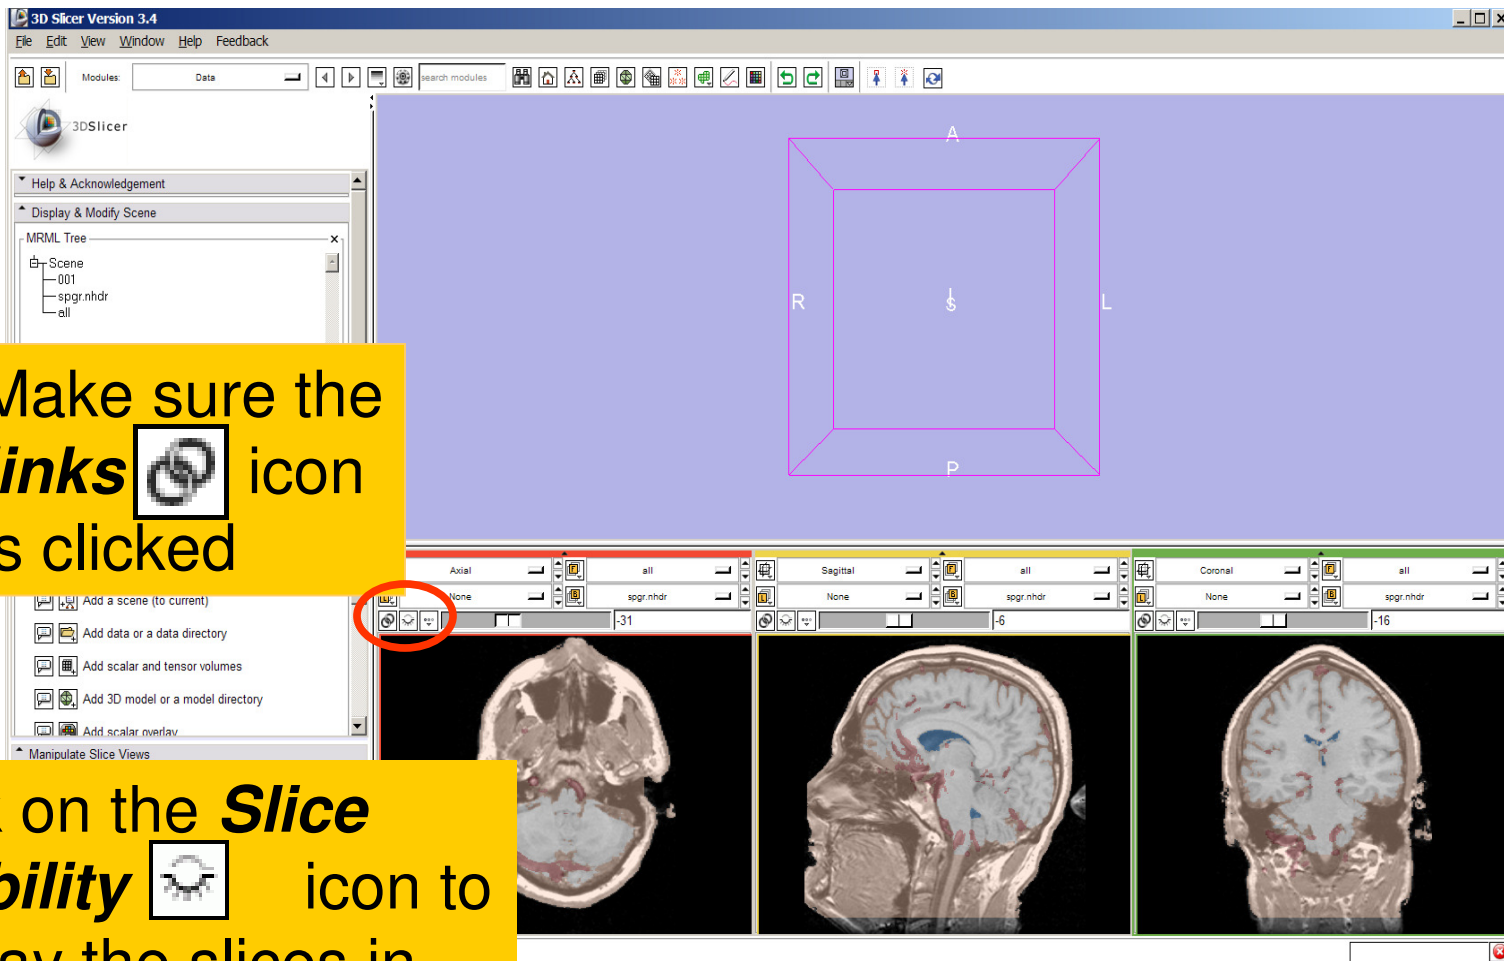 3D Slicer Version 3.4
File Edit View Window Help Feedback
Modules: Data search modules
3DSlicer
Help & Acknowledgement
Display & Modify Scene
MRML Tree
Scene
001
spgr.nhdr
all
A
R
L
P
Make sure the
inks icon
s clicked
Add a scene (to current)
Add data or a data directory
Add scalar and tensor volumes
Add 3D model or a model directory
Add scalar overlay
Manipulate Slice Views
Axial all
None spgr.nhdr
-31
Sagittal all
None spgr.nhdr
-6
Coronal all
None spgr.nhdr
-16
on the Slice
bility icon to
ay the slices in